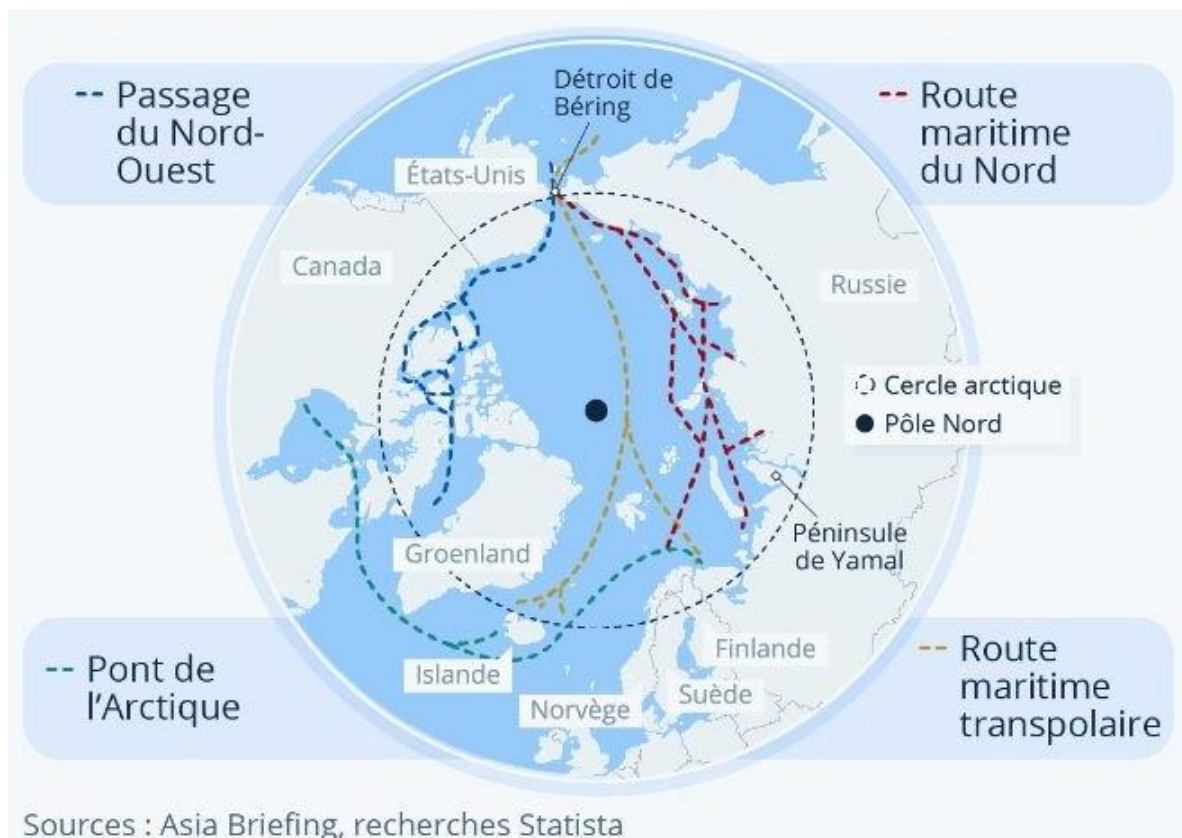 Passage
du Nord-
Ouest
Détroit de
Béring
Route
maritime
du Nord
États-Unis
Canada
Russie
Cercle arctique
Pôle Nord
Péninsule
de Yamal
Groenland
Islande
Norvège
Suède
Finlande
Pont de
l'Arctique
Route
maritime
transpolaire
Sources : Asia Briefing, recherches Statista